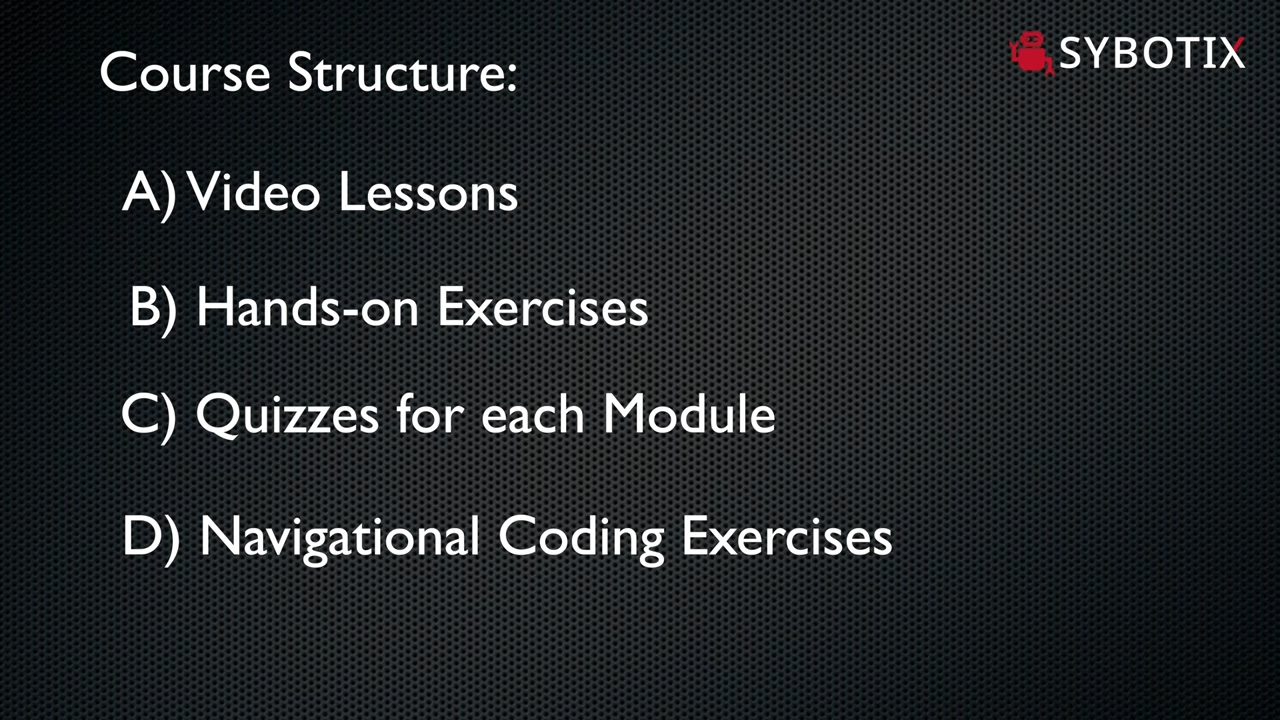 Course Structure:
SYBOTIX
A) Video Lessons
B) Hands-on Exercises
C) Quizzes for each Module
D) Navigational Coding Exercises